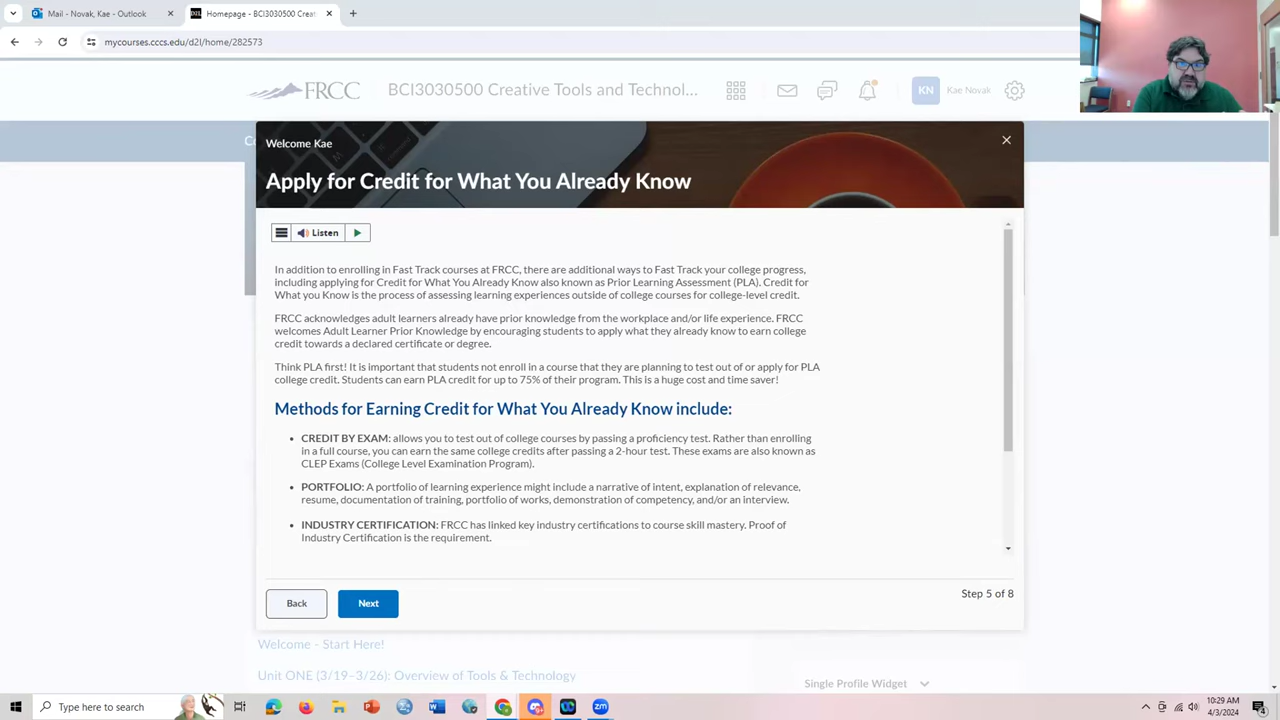 Mail - Novak, Kae - Outlook
Homepage - BCI3030500 Creat
mycourses.cccs.edu/d2l/home/282573
FRCC
BCI3030500 Creative Tools and Technol...
KN
Kae Novak
Welcome Kae
Apply for Credit for What You Already Know
Listen
In addition to enrolling in Fast Track courses at FRCC, there are additional ways to Fast Track your college progress,
including applying for Credit for What You Already Know also known as Prior Learning Assessment (PLA). Credit for
What you Know is the process of assessing learning experiences outside of college courses for college-level credit.
FRCC acknowledges adult learners already have prior knowledge from the workplace and/or life experience. FRCC
welcomes Adult Learner Prior Knowledge by encouraging students to apply what they already know to earn college
credit towards a declared certificate or degree.
Think PLA first! It is important that students not enroll in a course that they are planning to test out of or apply for PLA
college credit. Students can earn PLA credit for up to 75% of their program. This is a huge cost and time saver!
Methods for Earning Credit for What You Already Know include:
• CREDIT BY EXAM: allows you to test out of college courses by passing a proficiency test. Rather than enrolling
in a full course, you can earn the same college credits after passing a 2-hour test. These exams are also known as
CLEP Exams (College Level Examination Program).
• PORTFOLIO: A portfolio of learning experience might include a narrative of intent, explanation of relevance,
resume, documentation of training, portfolio of works, demonstration of competency, and/or an interview.
• INDUSTRY CERTIFICATION: FRCC has linked key industry certifications to course skill mastery. Proof of
Industry Certification is the requirement.
Back
Next
Step 5 of 8
Welcome - Start Here!
Unit ONE (3/19–3/26): Overview of Tools & Technology
Single Profile Widget
Type here to search
10:29 AM
4/3/2024